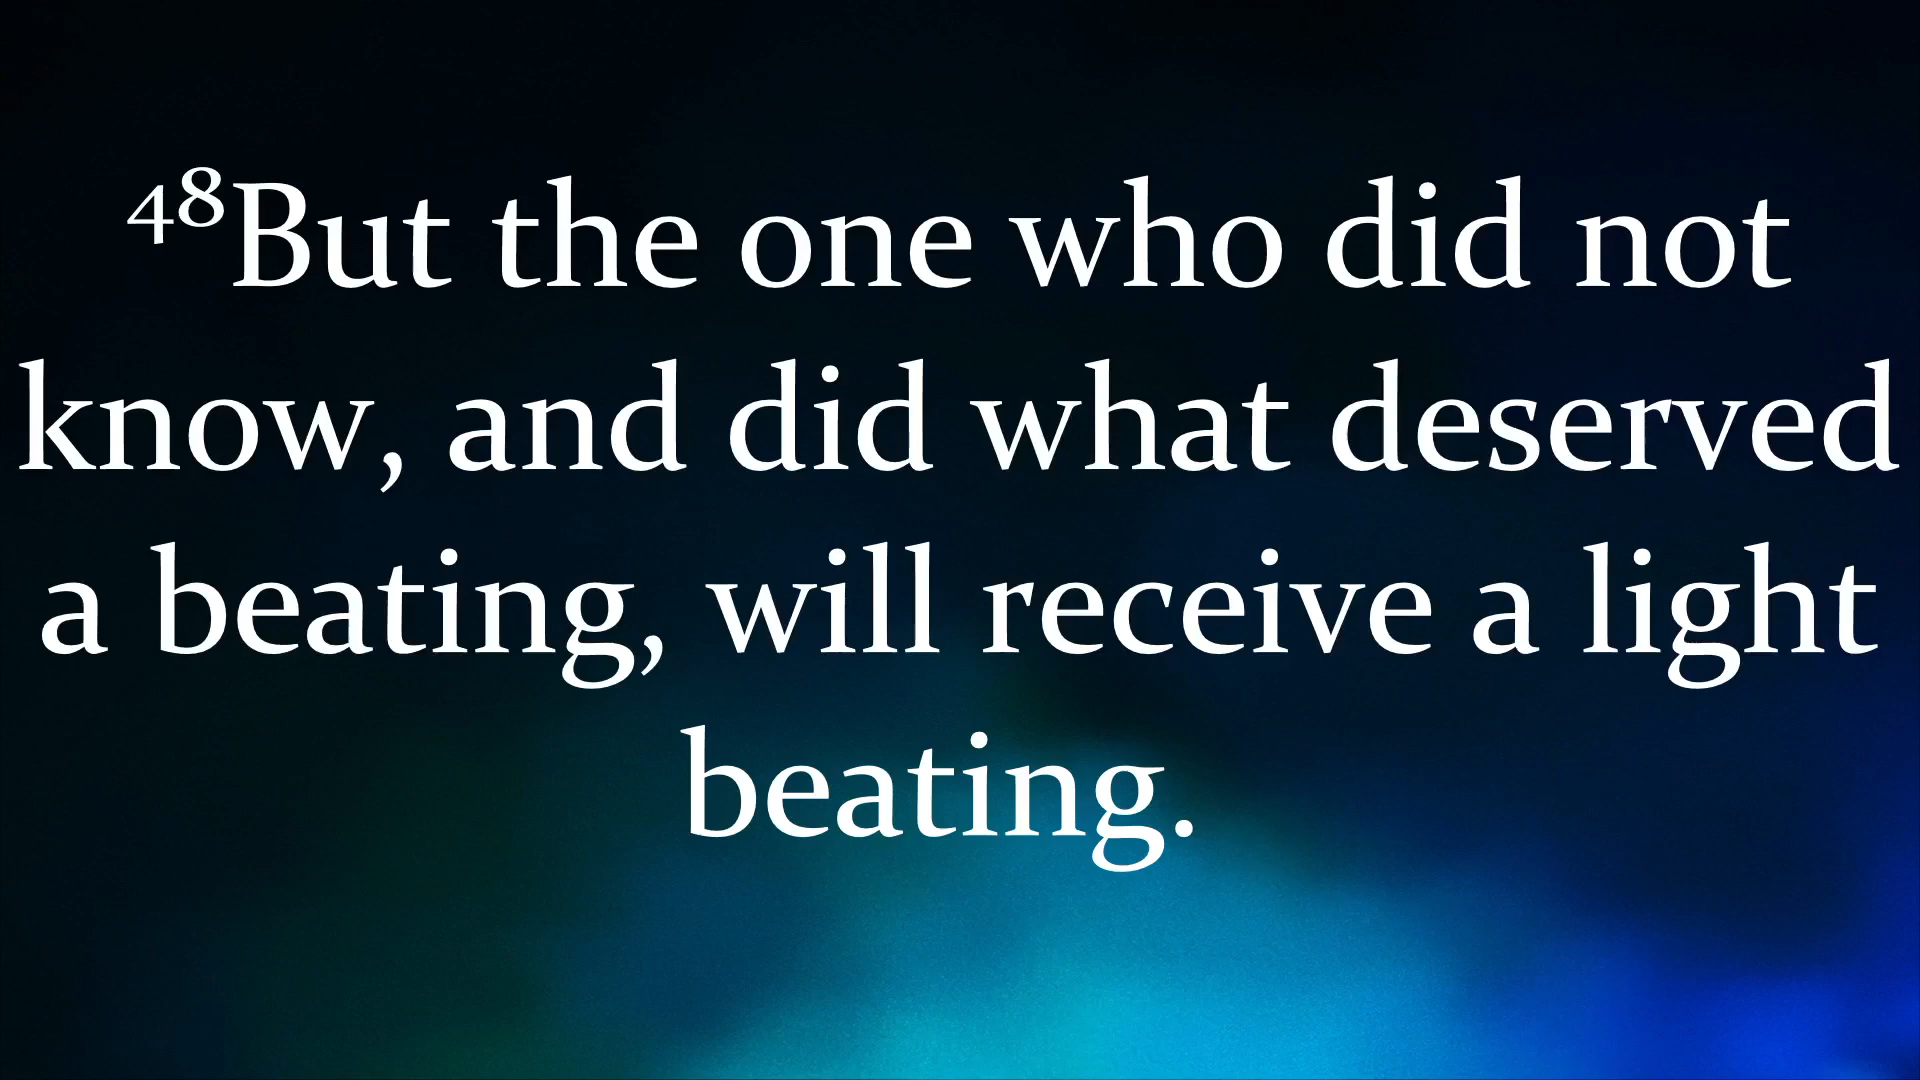 ⁴⁸But the one who did not
know, and did what deserved
a beating, will receive a light
beating.